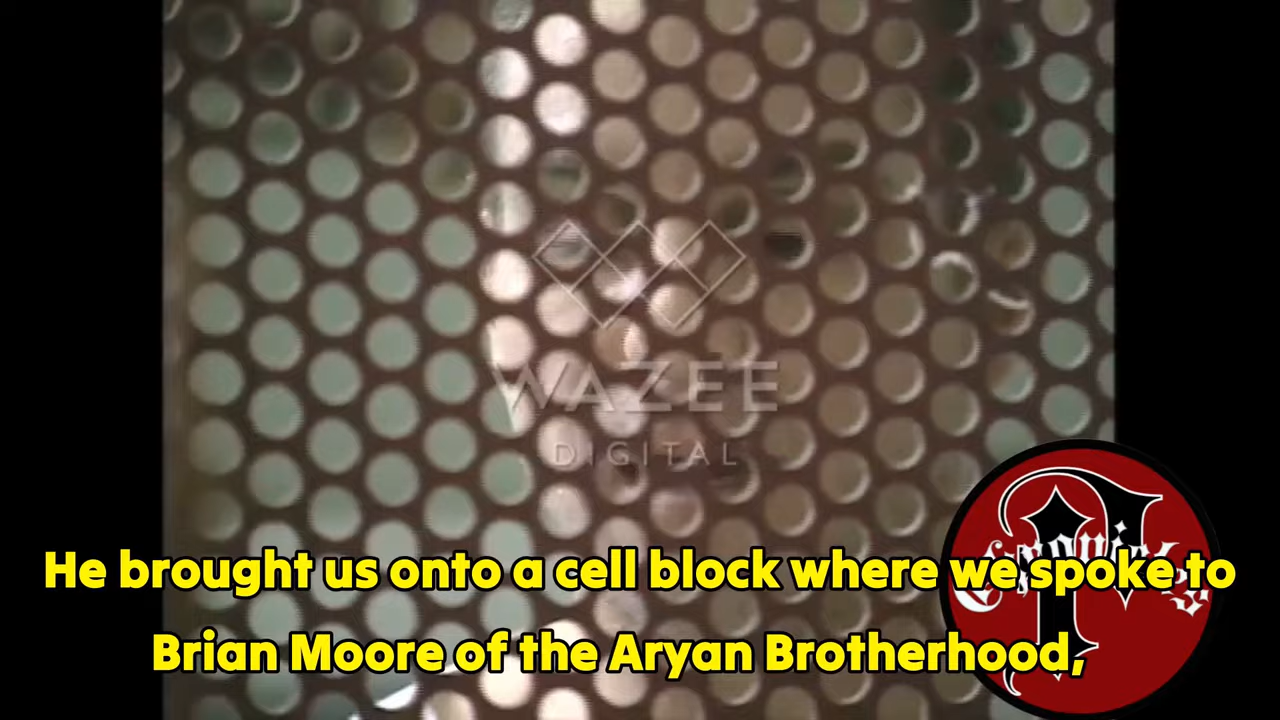 WAZEE
DIGITAL
He brought us onto a cell block where we spoke to
Brian Moore of the Aryan Brotherhood,